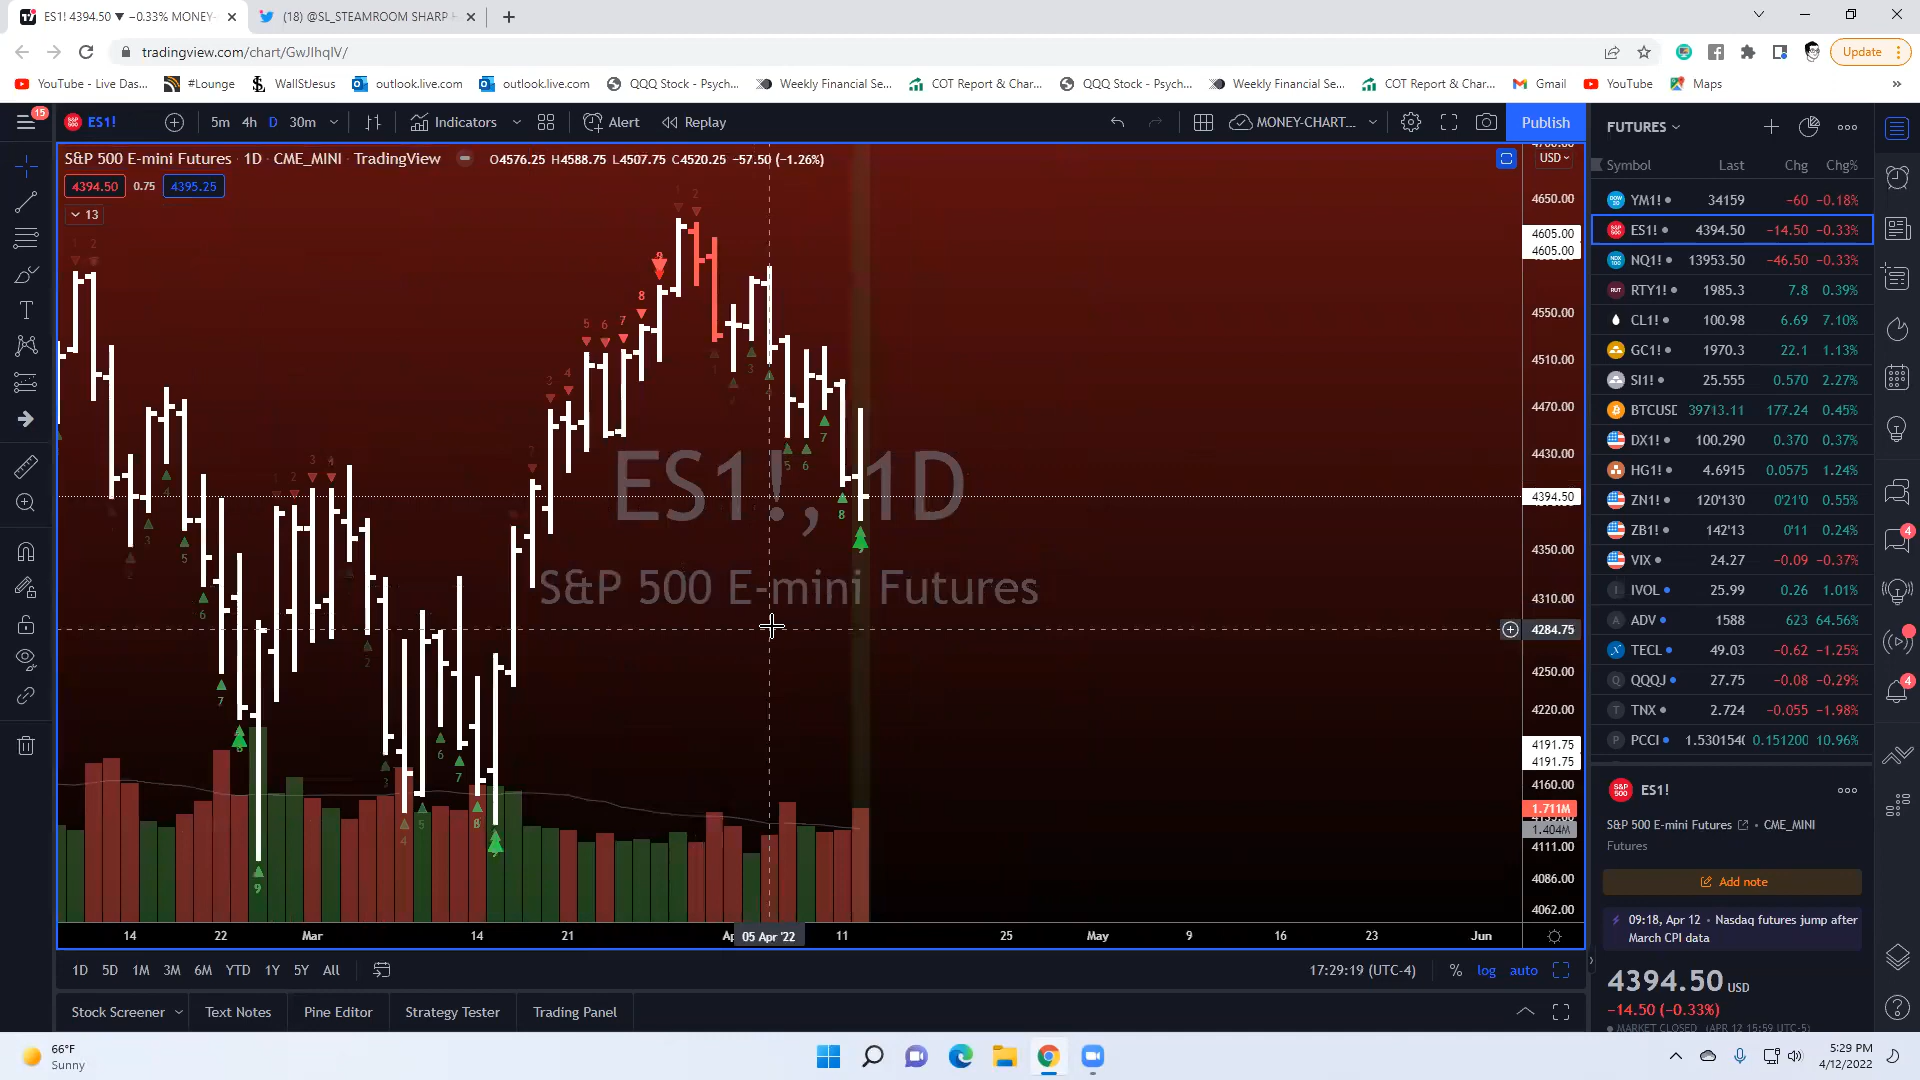 ES1! 4394.50 ▼ −0.33% MONEY-
(18) @SL_STEAMROOM SHARP
tradingview.com/chart/GwJIhqIV/
Update
YouTube - Live Das... #Lounge WallStJesus outlook.live.com outlook.live.com QQQ Stock - Psych... Weekly Financial Se... COT Report & Char... QQQ Stock - Psych... Weekly Financial Se... COT Report & Char... Gmail YouTube Maps »
15 ES1! 5m 4h D 30m Indicators Alert Replay MONEY-CHART... Publish
S&P 500 E-mini Futures · 1D · CME_MINI · TradingView O4576.25 H4588.75 L4507.75 C4520.25 −57.50 (−1.26%)
4394.50 0.75 4395.25
13
ES1!, 1D
S&P 500 E-mini Futures
USD
4650.00
4605.00
4605.00
4550.00
4510.00
4470.00
4430.00
4394.50
4350.00
4310.00
4284.75
4250.00
4220.00
4191.75
4191.75
4160.00
1.711M
1.404M
4111.00
4086.00
4062.00
14 22 Mar 14 21 05 Apr '22 11 25 May 9 16 23 Jun
1D 5D 1M 3M 6M YTD 1Y 5Y All 17:29:19 (UTC-4) % log auto
Stock Screener Text Notes Pine Editor Strategy Tester Trading Panel
FUTURES
Symbol Last Chg Chg%
YM1! 34159 −60 −0.18%
ES1! 4394.50 −14.50 −0.33%
NQ1! 13953.50 −46.50 −0.33%
RTY1! 1985.3 7.8 0.39%
CL1! 100.98 6.69 7.10%
GC1! 1970.3 22.1 1.13%
SI1! 25.555 0.570 2.27%
BTCUSD 39713.11 177.24 0.45%
DX1! 100.290 0.370 0.37%
HG1! 4.6915 0.0575 1.24%
ZN1! 120'13'0 0'21'0 0.55%
ZB1! 142'13 0'11 0.24%
VIX 24.27 −0.09 −0.37%
IVOL 25.99 0.26 1.01%
ADV 1588 623 64.56%
TECL 49.03 −0.62 −1.25%
QQQJ 27.75 −0.08 −0.29%
TNX 2.724 −0.055 −1.98%
PCCI 1.530154 0.151200 10.96%
ES1!
S&P 500 E-mini Futures · CME_MINI
Futures
Add note
09:18, Apr 12 · Nasdaq futures jump after
March CPI data
4394.50 USD
−14.50 (−0.33%)
MARKET CLOSED (APR 12 15:59 UTC-5)
66°F
Sunny
5:29 PM
4/12/2022